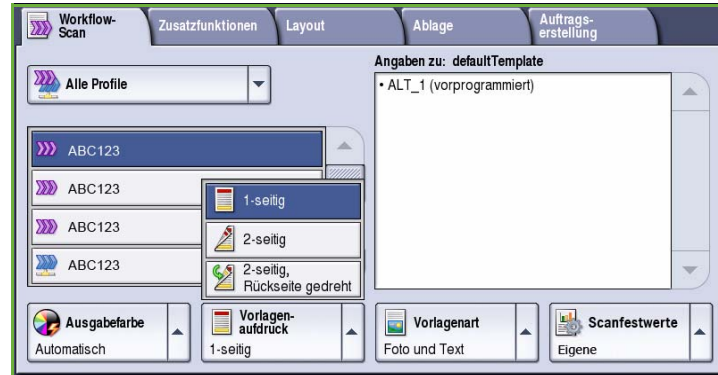 Workflow-
Scan
Zusatzfunktionen
Layout
Ablage
Auftrags-
erstellung
Alle Profile
Angaben zu: defaultTemplate
• ALT_1 (vorprogrammiert)
ABC123
ABC123
ABC123
ABC123
1-seitig
2-seitig
2-seitig,
Rückseite gedreht
Ausgabefarbe
Automatisch
Vorlagen-
aufdruck
1-seitig
Vorlagenart
Foto und Text
Scanfestwerte
Eigene